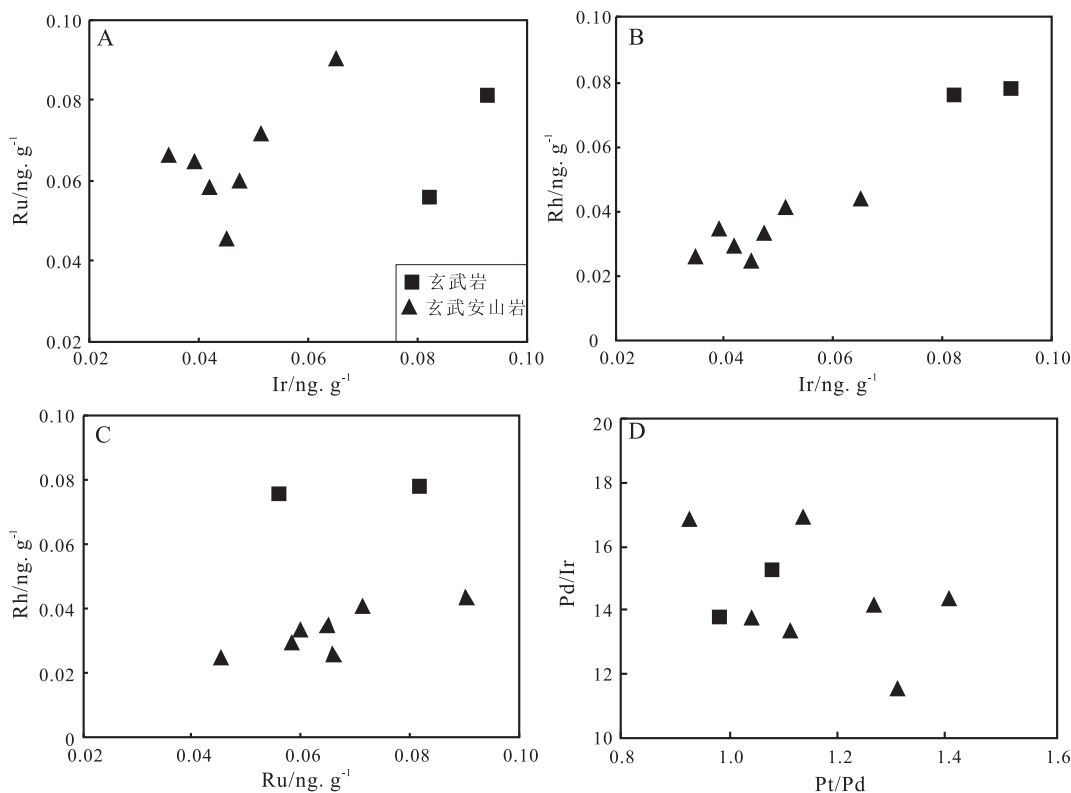 A
0.10
0.08
0.06
0.04
0.02
Ru/ng. g⁻¹
0.02 0.04 0.06 0.08 0.10
Ir/ng. g⁻¹
玄武岩
玄武安山岩
B
0.10
0.08
0.06
0.04
0.02
0
Rh/ng. g⁻¹
0.02 0.04 0.06 0.08 0.10
Ir/ng. g⁻¹
C
0.10
0.08
0.06
0.04
0.02
0
Rh/ng. g⁻¹
0.02 0.04 0.06 0.08 0.10
Ru/ng. g⁻¹
D
20
18
16
14
12
10
Pd/Ir
0.8 1.0 1.2 1.4 1.6
Pt/Pd